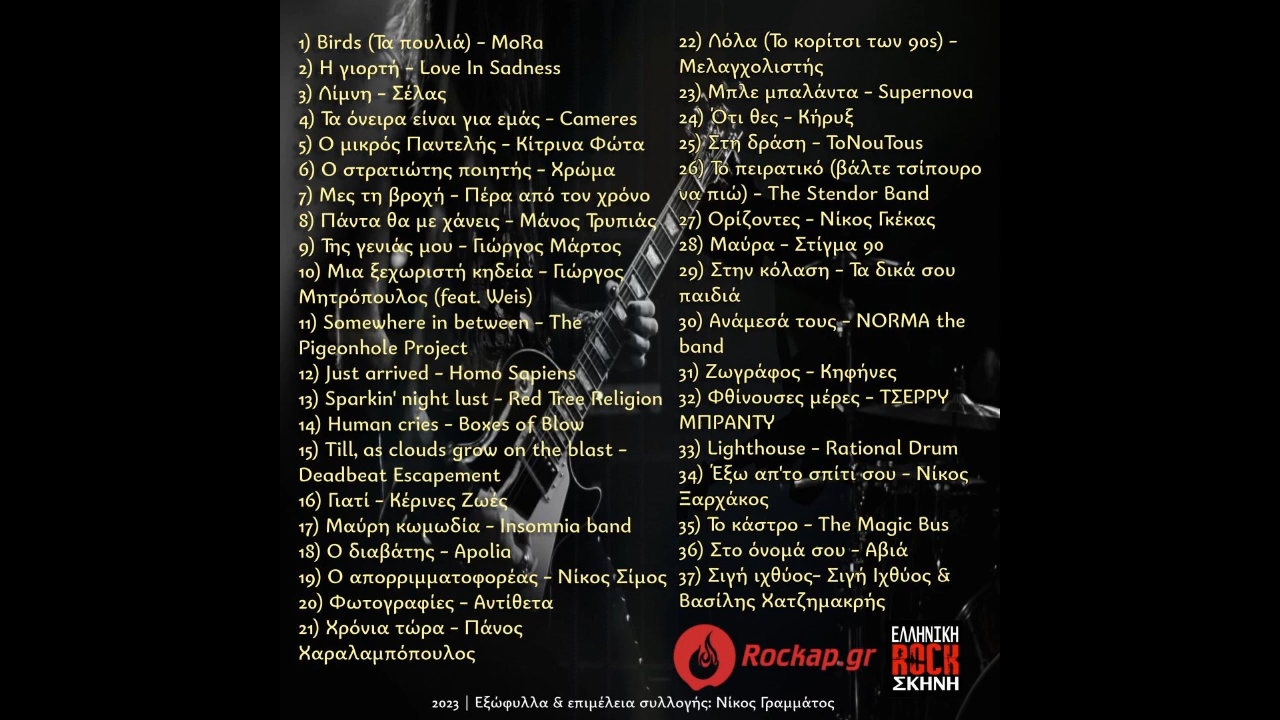 1) Birds (Τα πουλιά) - MoRa
2) Η γιορτή - Love In Sadness
3) Λίμνη - Σέλας
4) Τα όνειρα είναι για εμάς - Cameres
5) Ο μικρός Παντελής - Κίτρινα Φώτα
6) Ο στρατιώτης ποιητής - Χρώμα
7) Μες τη βροχή - Πέρα από τον χρόνο
8) Πάντα θα με χάνεις - Μάνος Τρυπιάς
9) Της γενιάς μου - Γιώργος Μάρτος
10) Μια ξεχωριστή κηδεία - Γιώργος
Μητρόπουλος (feat. Weis)
11) Somewhere in between - The
Pigeonhole Project
12) Just arrived - Homo Sapiens
13) Sparkin' night lust - Red Tree Religion
14) Human cries - Boxes of Blow
15) Till, as clouds grow on the blast -
Deadbeat Escapement
16) Γιατί - Κέρινες Ζωές
17) Μαύρη κωμωδία - Insomnia band
18) Ο διαβάτης - Apolia
19) Ο απορριμματοφορέας - Νίκος Σίμος
20) Φωτογραφίες - Αντίθετα
21) Χρόνια τώρα - Πάνος
Χαραλαμπόπουλος
22) Λόλα (Το κορίτσι των 90s) -
Μελαγχολιστής
23) Μπλε μπαλάντα - Supernova
24) Ότι θες - Κήρυξ
25) Στη δράση - ToNouTous
26) Το πειρατικό (βάλτε τσίπουρο
να πιώ) - The Stendor Band
27) Ορίζοντες - Νίκος Γκέκας
28) Μαύρα - Στίγμα 90
29) Στην κόλαση - Τα δικά σου
παιδιά
30) Ανάμεσά τους - NORMA the
band
31) Ζωγράφος - Κηφήνες
32) Φθίνουσες μέρες - ΤΣΕΡΡΥ
ΜΠΡΑΝΤΥ
33) Lighthouse - Rational Drum
34) Έξω απ'το σπίτι σου - Νίκος
Ξαρχάκος
35) Το κάστρο - The Magic Bus
36) Στο όνομά σου - Αβιά
37) Σιγή ιχθύος- Σιγή Ιχθύος &
Βασίλης Χατζημακρής
Rockap.gr
ΕΛΛΗΝΙΚΗ
ROCK
ΣΚΗΝΗ
2023 | Εξώφυλλα & επιμέλεια συλλογής: Νίκος Γραμμάτος